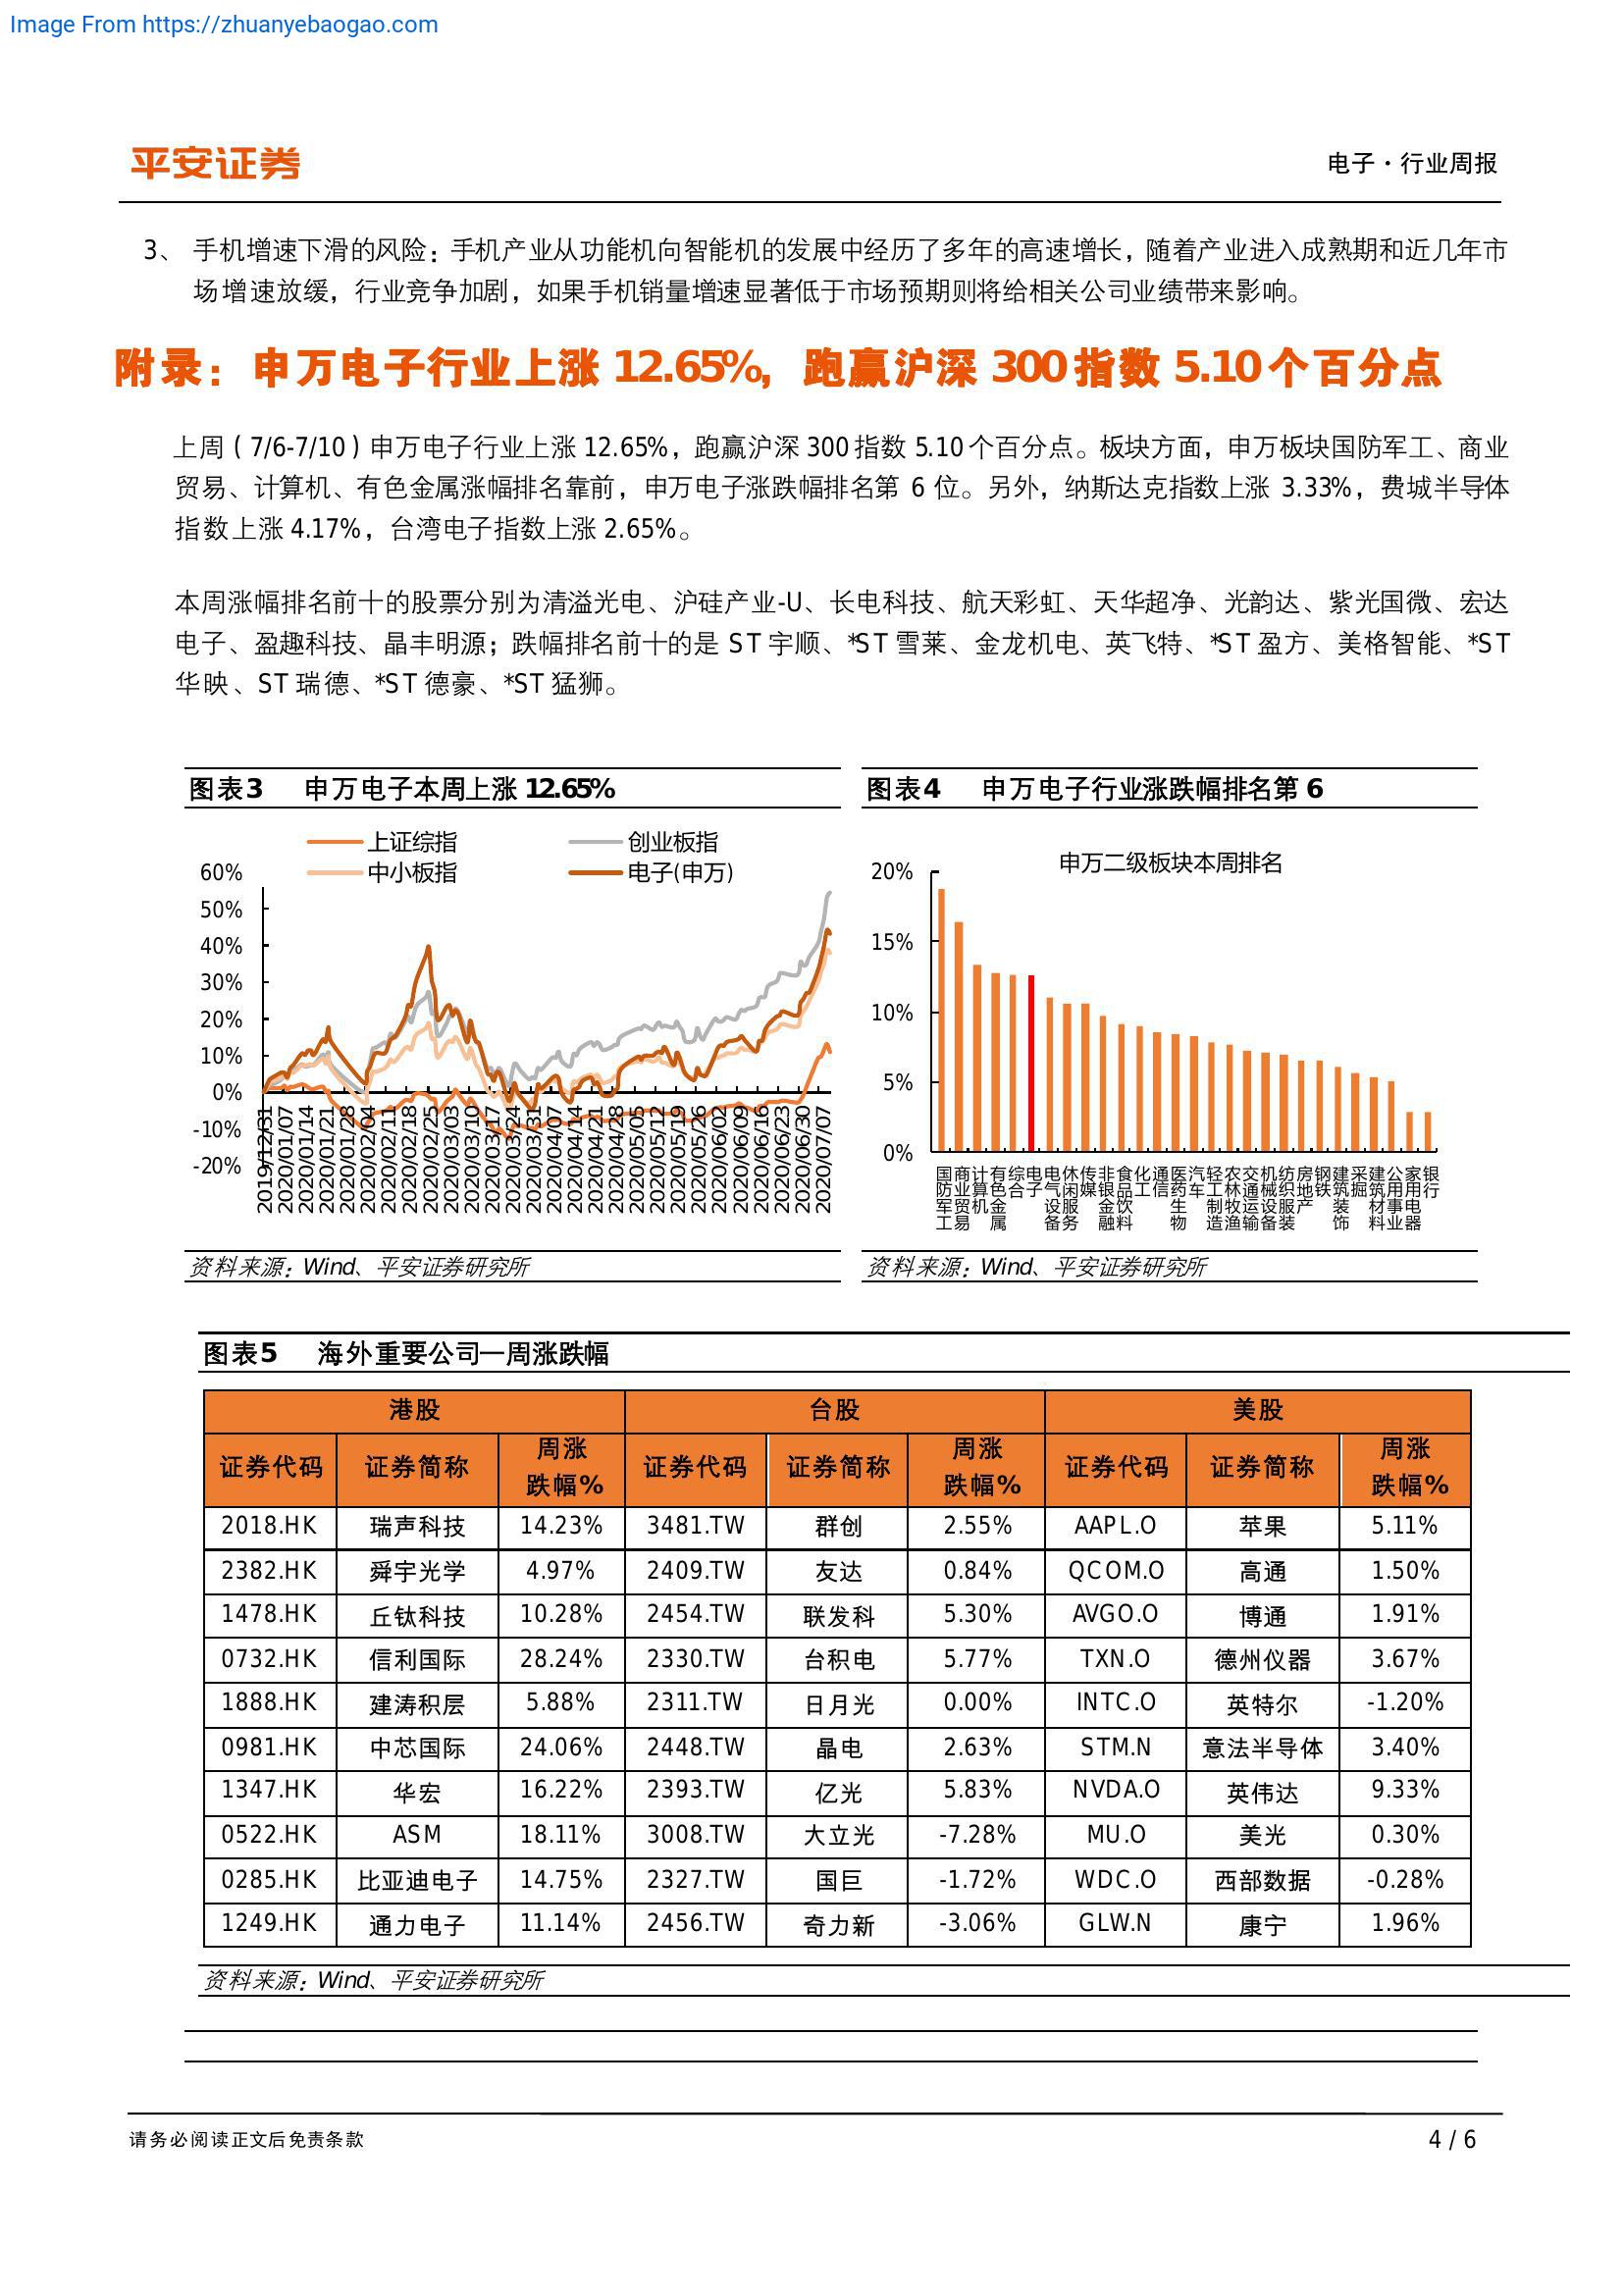 Image From https://zhuanyebaogao.com
平安证券
电子·行业周报
3、 手机增速下滑的风险：手机产业从功能机向智能机的发展中经历了多年的高速增长，随着产业进入成熟期和近几年市
场增速放缓，行业竞争加剧，如果手机销量增速显著低于市场预期则将给相关公司业绩带来影响。
附录：申万电子行业上涨 12.65%，跑赢沪深 300 指数 5.10 个百分点
上周（7/6-7/10）申万电子行业上涨 12.65%，跑赢沪深 300 指数 5.10 个百分点。板块方面，申万板块国防军工、商业
贸易、计算机、有色金属涨幅排名靠前，申万电子涨跌幅排名第 6 位。另外，纳斯达克指数上涨 3.33%，费城半导体
指数上涨 4.17%，台湾电子指数上涨 2.65%。
本周涨幅排名前十的股票分别为清溢光电、沪硅产业-U、长电科技、航天彩虹、天华超净、光韵达、紫光国微、宏达
电子、盈趣科技、晶丰明源；跌幅排名前十的是 ST 宇顺、*ST 雪莱、金龙机电、英飞特、*ST 盈方、美格智能、*ST
华映、ST 瑞德、*ST 德豪、*ST 猛狮。
图表3 申万电子本周上涨 12.65%
上证综指 创业板指
中小板指 电子(申万)
60%
50%
40%
30%
20%
10%
0%
-10%
-20%
2019/12/31
2020/01/07
2020/01/14
2020/01/21
2020/01/28
2020/02/04
2020/02/11
2020/02/18
2020/02/25
2020/03/03
2020/03/10
2020/03/17
2020/03/24
2020/03/31
2020/04/07
2020/04/14
2020/04/21
2020/04/28
2020/05/05
2020/05/12
2020/05/19
2020/05/26
2020/06/02
2020/06/09
2020/06/16
2020/06/23
2020/06/30
2020/07/07
资料来源：Wind、平安证券研究所
图表4 申万电子行业涨跌幅排名第 6
申万二级板块本周排名
20%
15%
10%
5%
0%
国防军工
商业贸易
计算机
有色金属
综合
电子
电气设备
休闲服务
传媒
非银金融
食品饮料
化工
通信
医药生物
汽车
轻工制造
农林牧渔
交通运输
机械设备
纺织服装
房地产
钢铁
建筑装饰
采掘
建筑材料
公用事业
家用电器
银行
资料来源：Wind、平安证券研究所
图表5 海外重要公司一周涨跌幅
港股 台股 美股
证券代码 证券简称 周涨跌幅% 证券代码 证券简称 周涨跌幅% 证券代码 证券简称 周涨跌幅%
2018.HK 瑞声科技 14.23% 3481.TW 群创 2.55% AAPL.O 苹果 5.11%
2382.HK 舜宇光学 4.97% 2409.TW 友达 0.84% QCOM.O 高通 1.50%
1478.HK 丘钛科技 10.28% 2454.TW 联发科 5.30% AVGO.O 博通 1.91%
0732.HK 信利国际 28.24% 2330.TW 台积电 5.77% TXN.O 德州仪器 3.67%
1888.HK 建涛积层 5.88% 2311.TW 日月光 0.00% INTC.O 英特尔 -1.20%
0981.HK 中芯国际 24.06% 2448.TW 晶电 2.63% STM.N 意法半导体 3.40%
1347.HK 华宏 16.22% 2393.TW 亿光 5.83% NVDA.O 英伟达 9.33%
0522.HK ASM 18.11% 3008.TW 大立光 -7.28% MU.O 美光 0.30%
0285.HK 比亚迪电子 14.75% 2327.TW 国巨 -1.72% WDC.O 西部数据 -0.28%
1249.HK 通力电子 11.14% 2456.TW 奇力新 -3.06% GLW.N 康宁 1.96%
资料来源：Wind、平安证券研究所
请务必阅读正文后免责条款
4 / 6